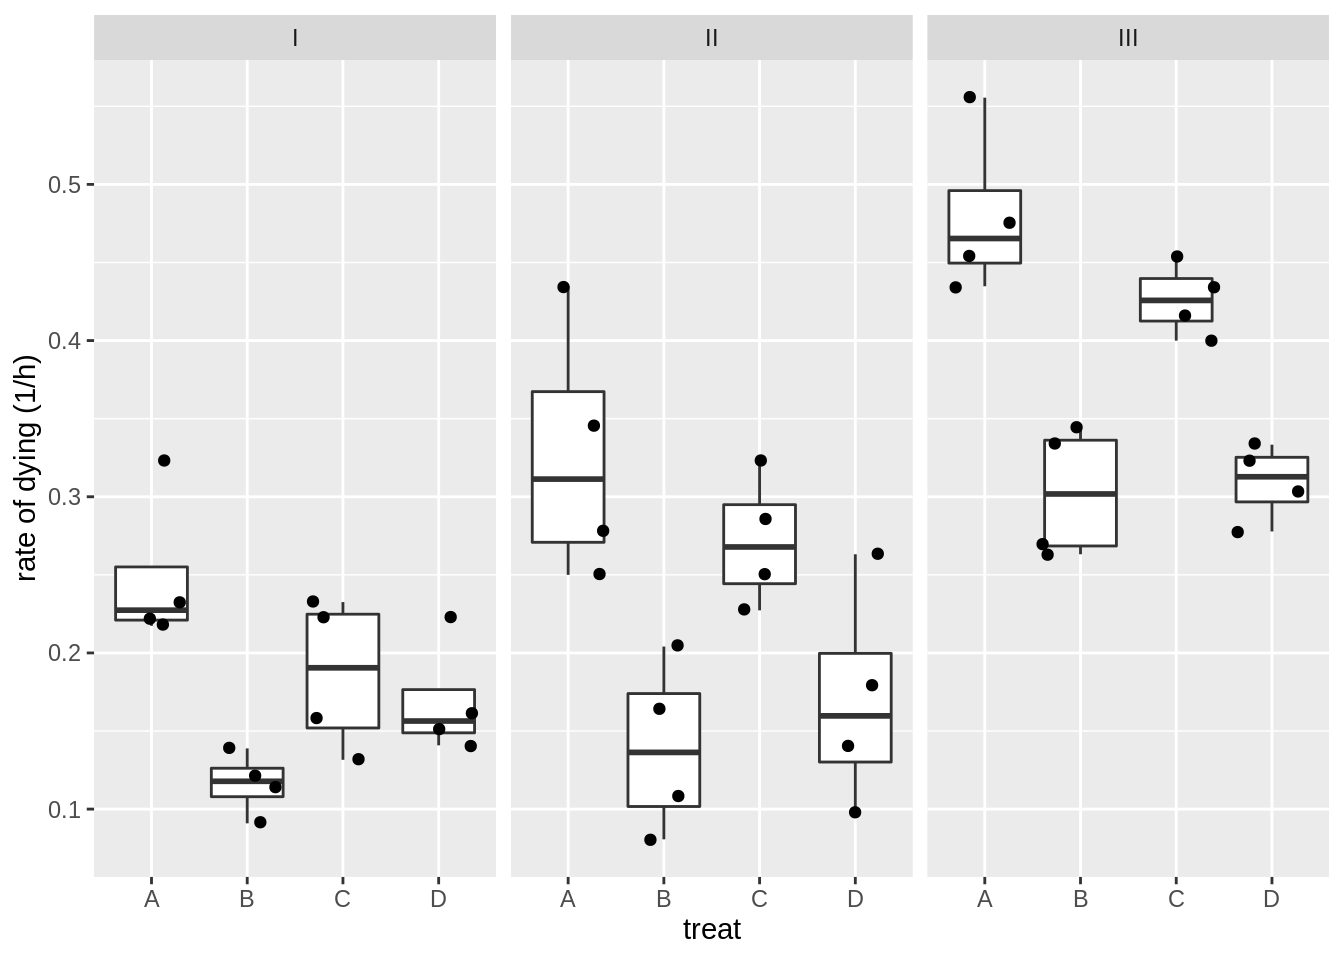 I II III
0.5
0.4
0.3
0.2
0.1
rate of dying (1/h)
A B C D A B C D A B C D
treat